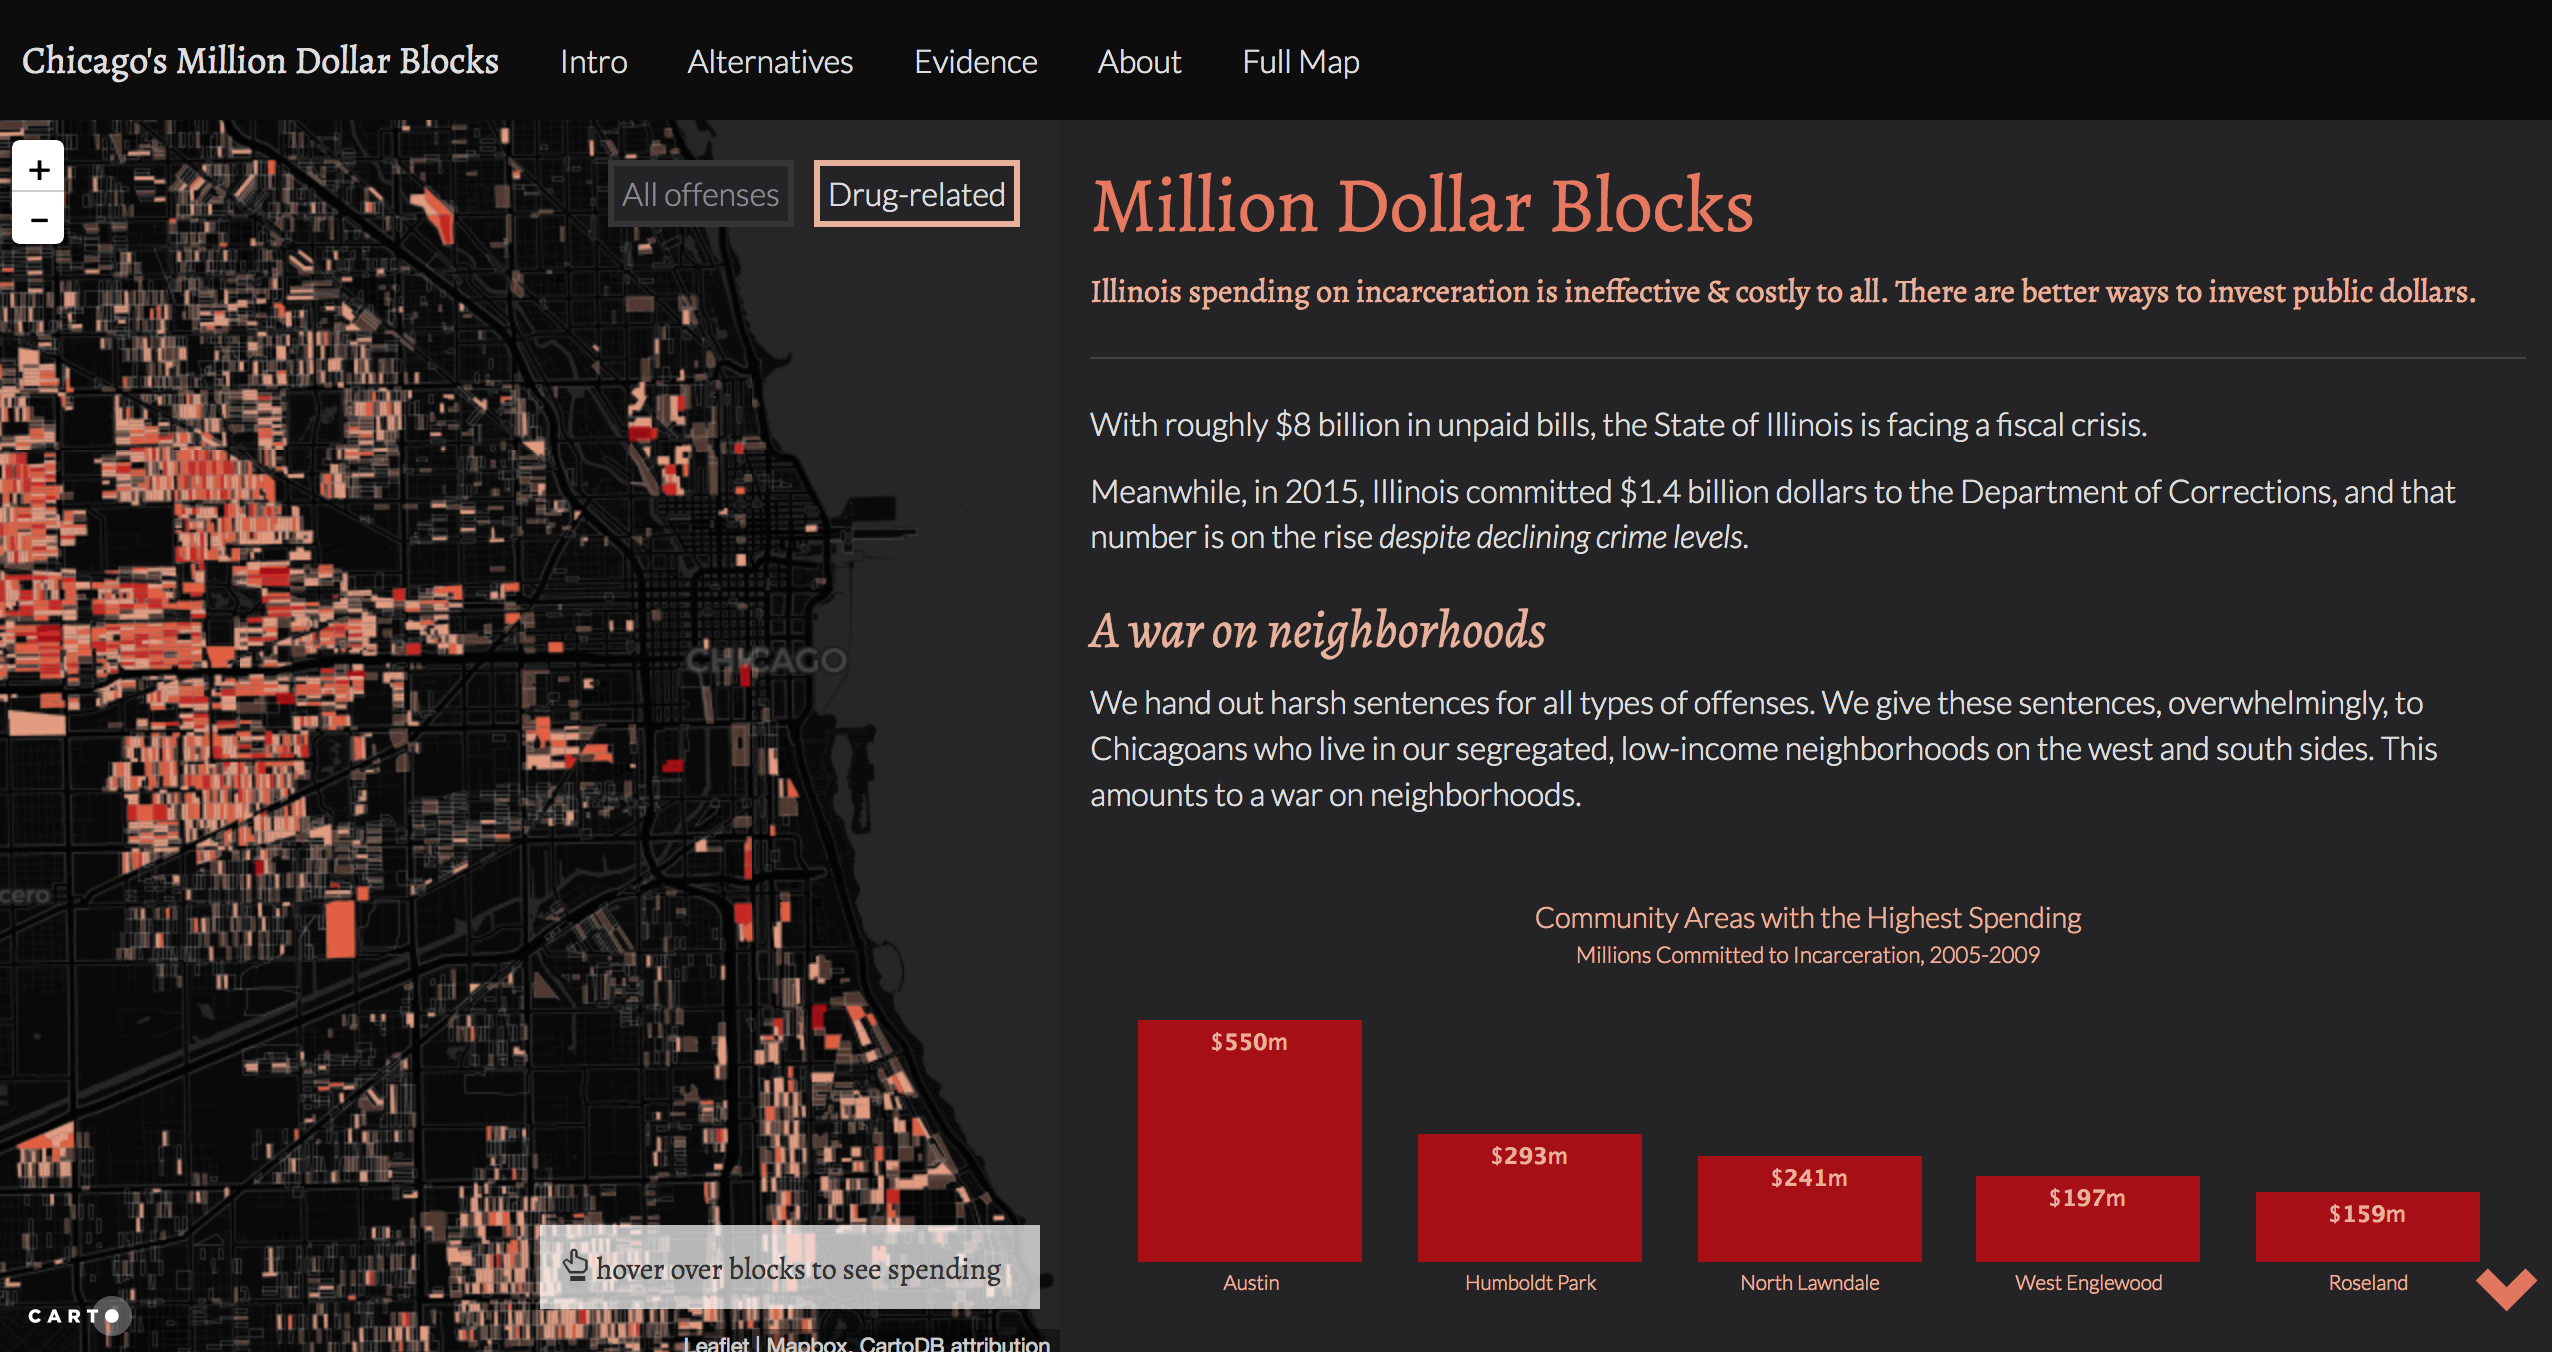 Chicago's Million Dollar Blocks
Intro
Alternatives
Evidence
About
Full Map
+
−
All offenses
Drug-related
CHICAGO
cero
hover over blocks to see spending
CARTO
Leaflet | Mapbox, CartoDB attribution
Million Dollar Blocks
Illinois spending on incarceration is ineffective & costly to all. There are better ways to invest public dollars.
With roughly $8 billion in unpaid bills, the State of Illinois is facing a fiscal crisis.
Meanwhile, in 2015, Illinois committed $1.4 billion dollars to the Department of Corrections, and that
number is on the rise despite declining crime levels.
A war on neighborhoods
We hand out harsh sentences for all types of offenses. We give these sentences, overwhelmingly, to
Chicagoans who live in our segregated, low-income neighborhoods on the west and south sides. This
amounts to a war on neighborhoods.
Community Areas with the Highest Spending
Millions Committed to Incarceration, 2005-2009
$550m
$293m
$241m
$197m
$159m
Austin
Humboldt Park
North Lawndale
West Englewood
Roseland